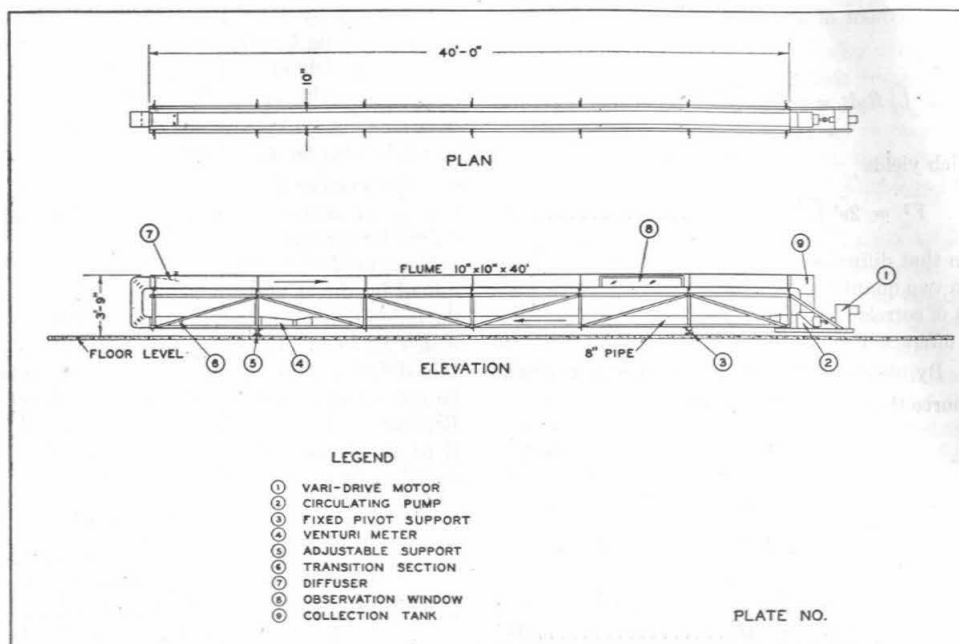 40'-0"
10"
PLAN
⑦
⑧
⑨
①
FLUME 10"x10"x40'
3'-9"
FLOOR LEVEL
⑥
⑤
④
8" PIPE
③
②
ELEVATION
LEGEND
① VARI-DRIVE MOTOR
② CIRCULATING PUMP
③ FIXED PIVOT SUPPORT
④ VENTURI METER
⑤ ADJUSTABLE SUPPORT
⑥ TRANSITION SECTION
⑦ DIFFUSER
⑧ OBSERVATION WINDOW
⑨ COLLECTION TANK
PLATE NO.